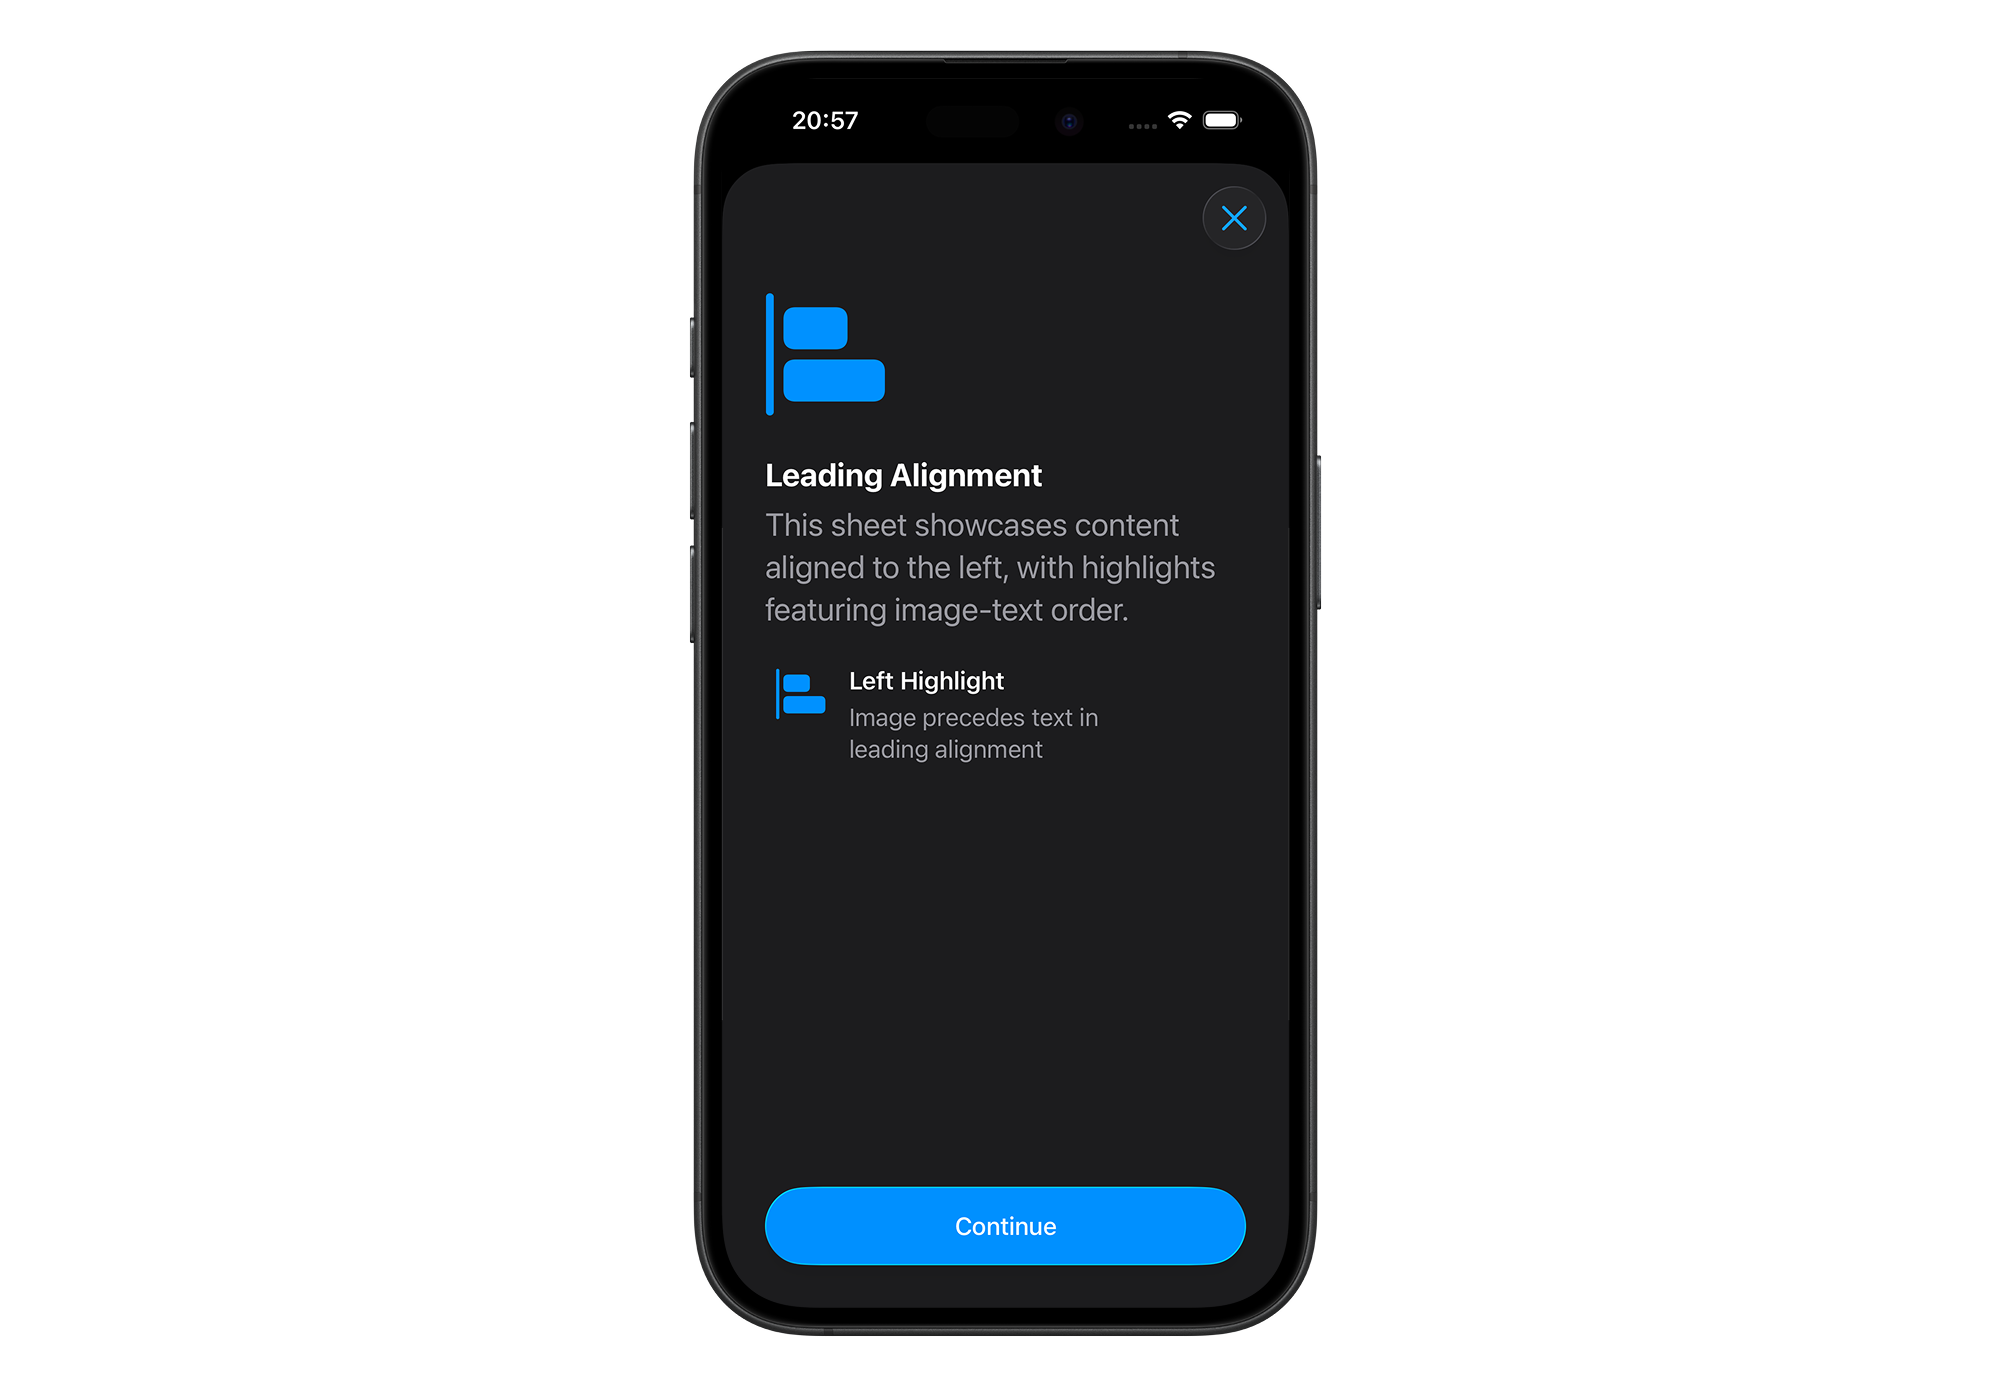 20:57
Leading Alignment
This sheet showcases content
aligned to the left, with highlights
featuring image-text order.
Left Highlight
Image precedes text in
leading alignment
Continue